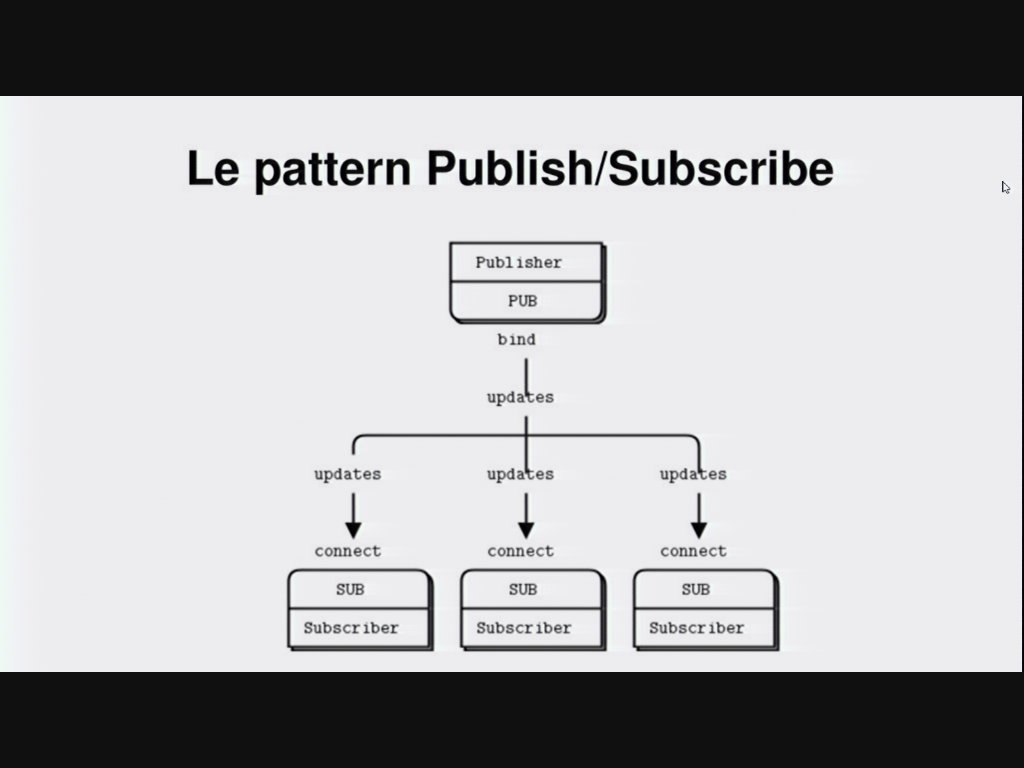 Le pattern Publish/Subscribe
Publisher
PUB
bind
updates
updates updates updates
connect connect connect
SUB SUB SUB
Subscriber Subscriber Subscriber